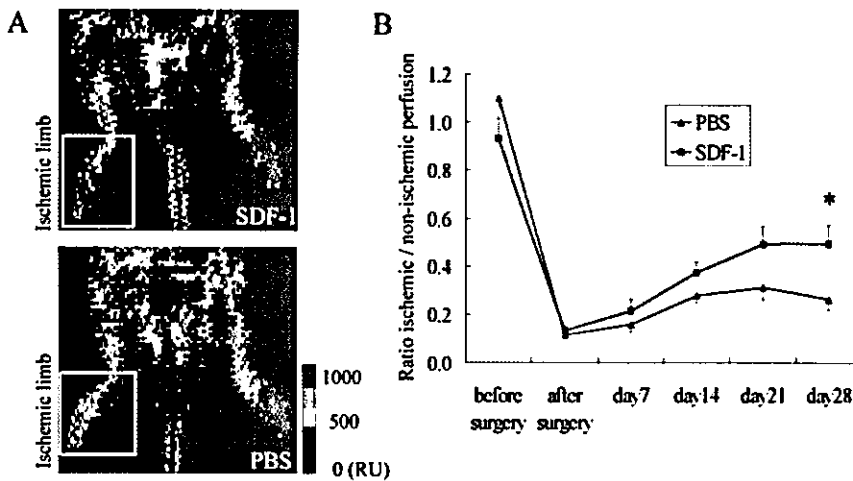 A
Ischemic limb
SDF-1
Ischemic limb
1000
500
0 (RU)
PBS
B
Ratio ischemic / non-ischemic perfusion
1.2
1.0
0.8
0.6
0.4
0.2
0.0
PBS
SDF-1
*
before surgery
after surgery
day7
day14
day21
day28